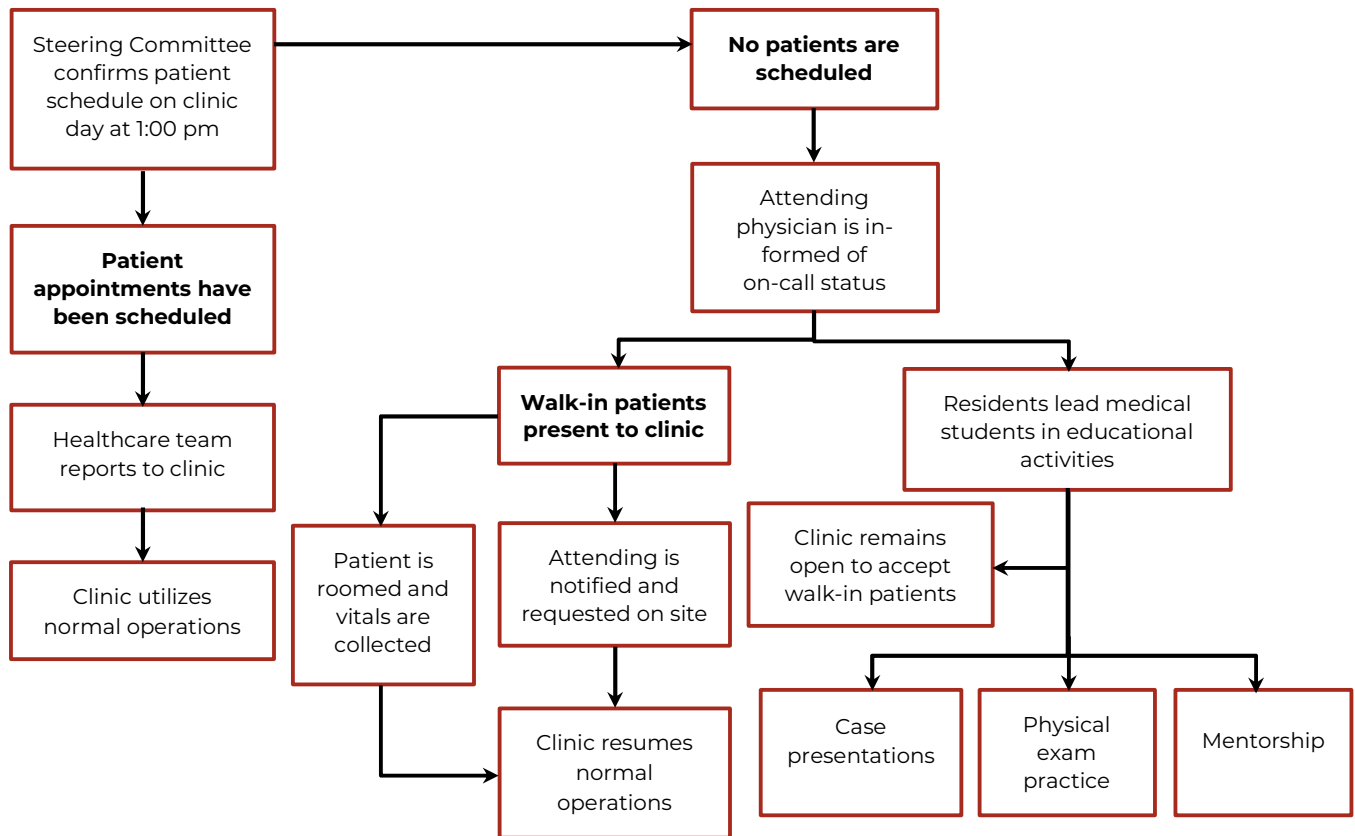 Steering Committee
confirms patient
schedule on clinic
day at 1:00 pm
No patients are
scheduled
Attending
physician is in-
formed of
on-call status
Patient
appointments have
been scheduled
Healthcare team
reports to clinic
Clinic utilizes
normal operations
Walk-in patients
present to clinic
Residents lead medical
students in educational
activities
Patient is
roomed and
vitals are
collected
Attending is
notified and
requested on site
Clinic remains
open to accept
walk-in patients
Clinic resumes
normal
operations
Case
presentations
Physical
exam
practice
Mentorship